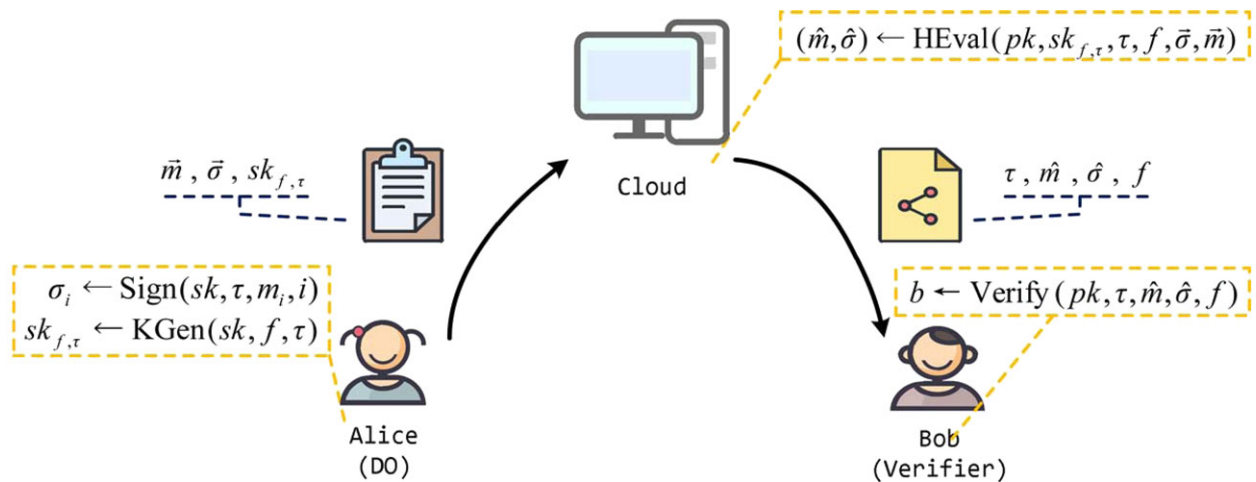 (m̂,σ̂) ← HEval(pk,sk_{f,τ},τ,f,σ⃗,m⃗)
Cloud
m⃗ , σ⃗ , sk_{f,τ}
τ , m̂ , σ̂ , f
σ_i ← Sign(sk,τ,m_i,i)
sk_{f,τ} ← KGen(sk,f,τ)
b ← Verify(pk,τ,m̂,σ̂,f)
Alice
(DO)
Bob
(Verifier)